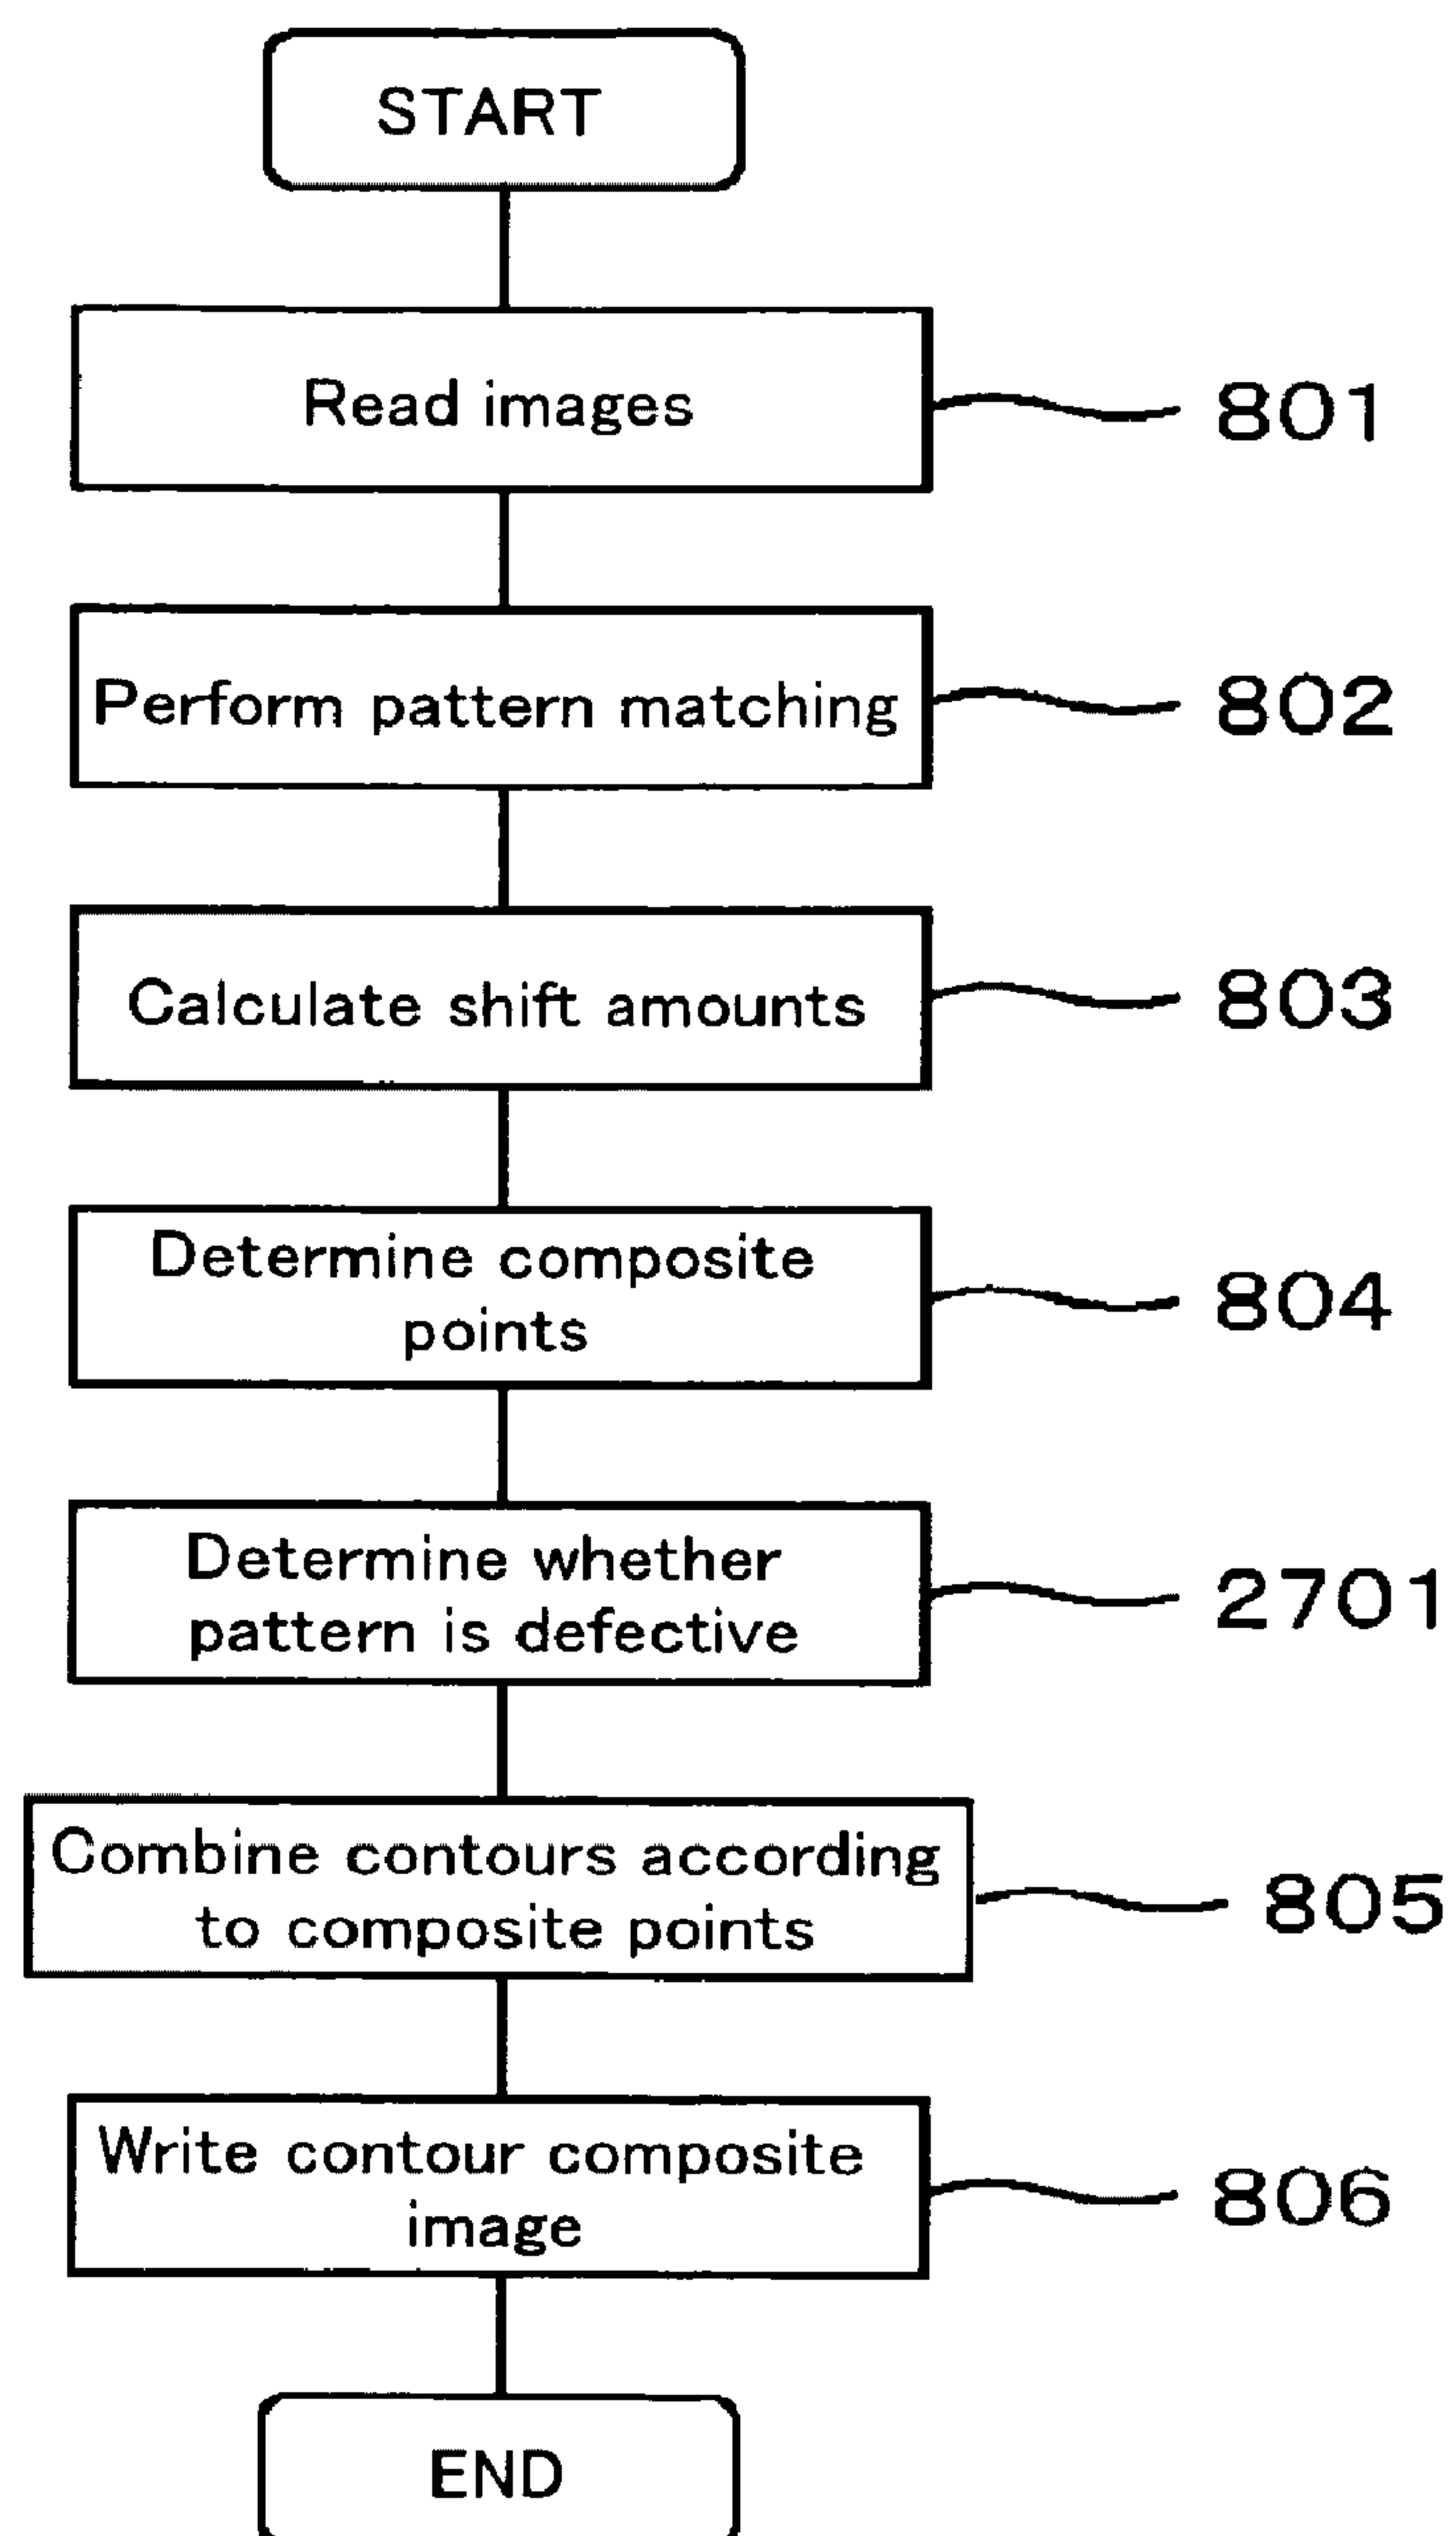 START
Read images
801
Perform pattern matching
802
Calculate shift amounts
803
Determine composite
points
804
Determine whether
pattern is defective
2701
Combine contours according
to composite points
805
Write contour composite
image
806
END